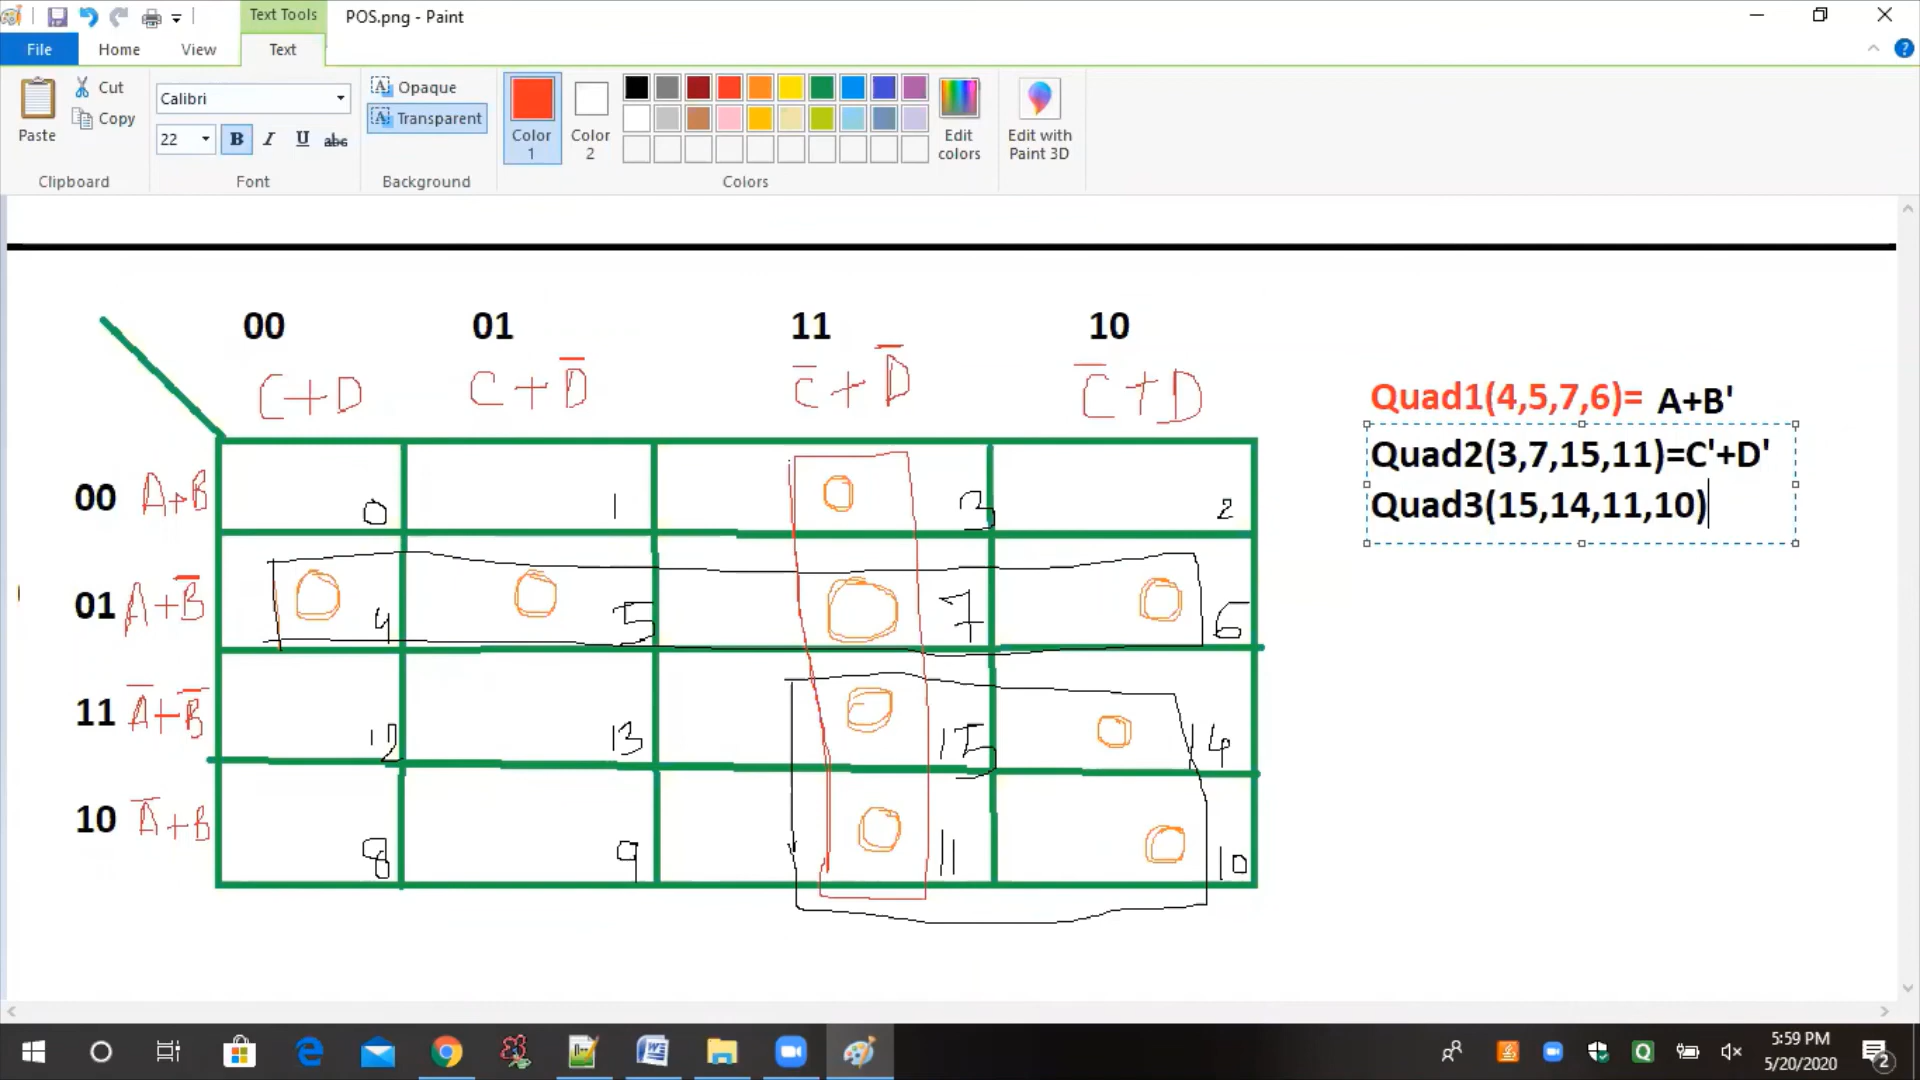 Text Tools
POS.png - Paint
File
Home
View
Text
Paste
Cut
Copy
Clipboard
Calibri
22
B I U abc
Font
Opaque
Transparent
Background
Color 1
Color 2
Edit colors
Edit with Paint 3D
Colors
00 01 11 10
C+D C+D̅ C̅+D̅ C̅+D
00 A+B 0 1 3 2
01 A+B̅ 4 5 7 6
11 A̅+B̅ 12 13 15 14
10 A̅+B 8 9 11 10
Quad1(4,5,7,6)= A+B'
Quad2(3,7,15,11)=C'+D'
Quad3(15,14,11,10)
5:59 PM
5/20/2020
2